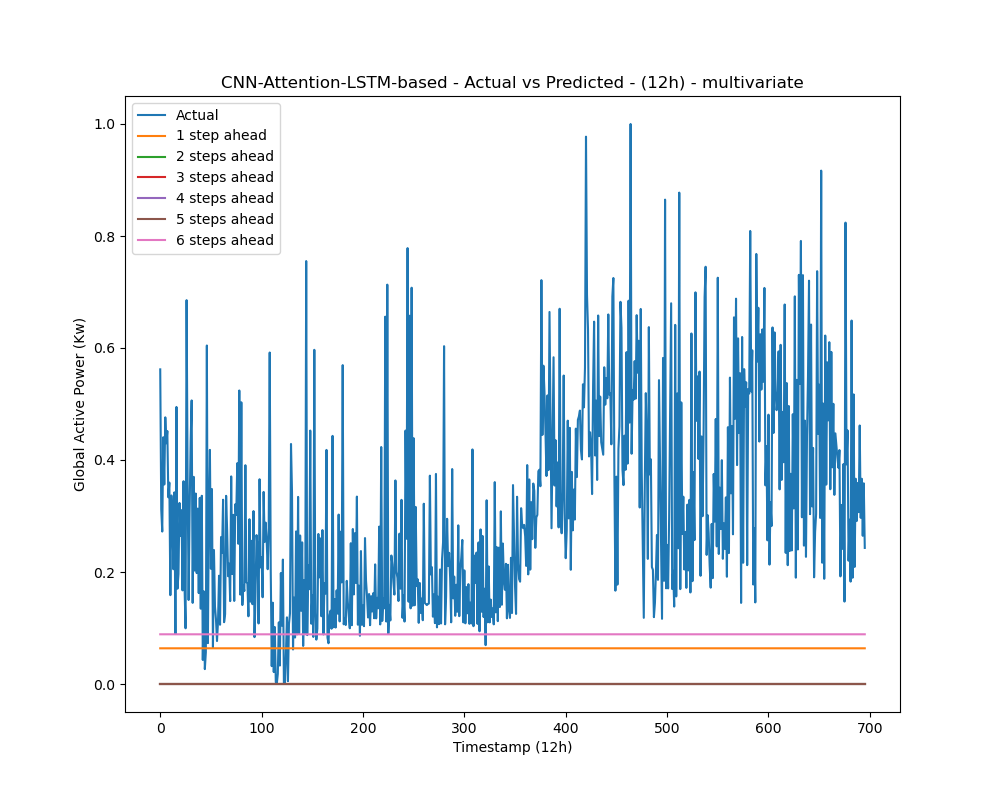 CNN-Attention-LSTM-based - Actual vs Predicted - (12h) - multivariate
Actual
1 step ahead
2 steps ahead
3 steps ahead
4 steps ahead
5 steps ahead
6 steps ahead
Global Active Power (Kw)
1.0
0.8
0.6
0.4
0.2
0.0
0 100 200 300 400 500 600 700
Timestamp (12h)